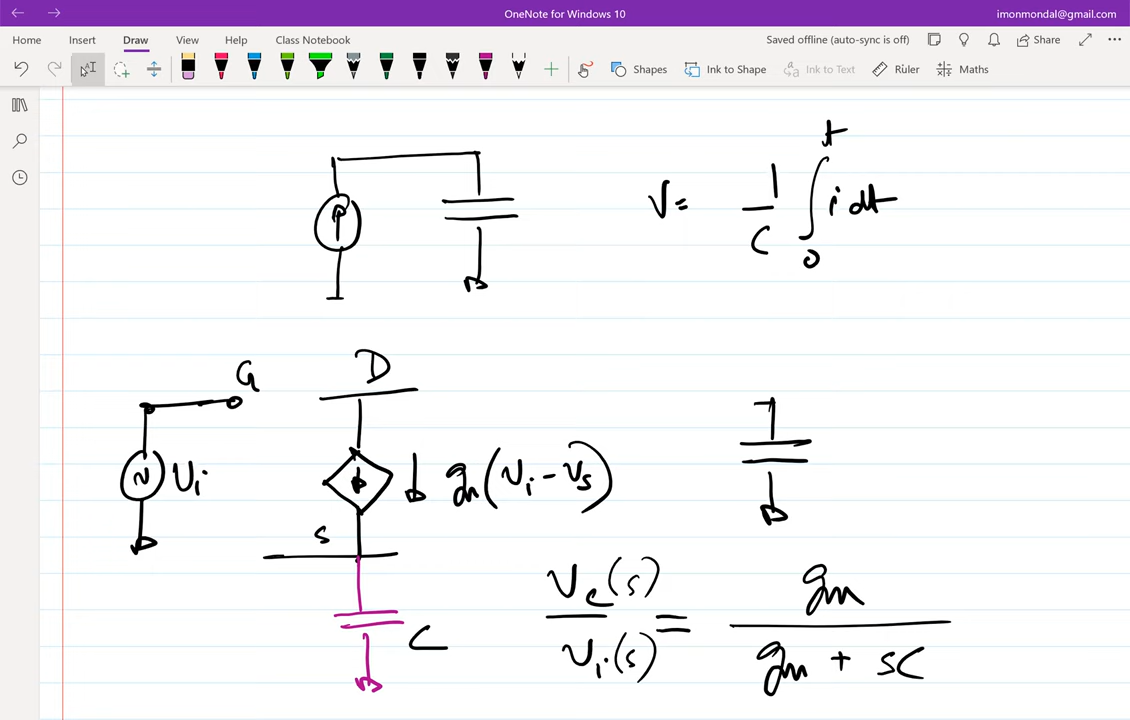 OneNote for Windows 10
imonmondal@gmail.com
Home Insert Draw View Help Class Notebook
Saved offline (auto-sync is off) Share
Shapes Ink to Shape Ink to Text Ruler Maths
V = 1/C ∫₀ᵗ i dt
G
D
Vi
gm(vi - vs)
s
C
vc(s)/vi(s) = gm/(gm + sC)